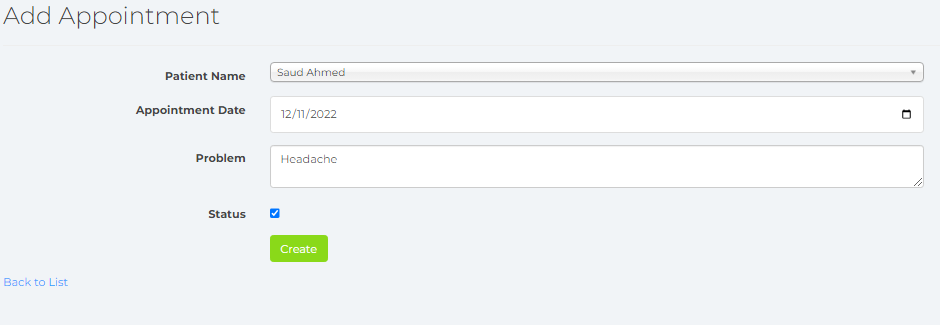 Add Appointment
Patient Name Saud Ahmed
Appointment Date 12/11/2022
Problem Headache
Status
Create
Back to List